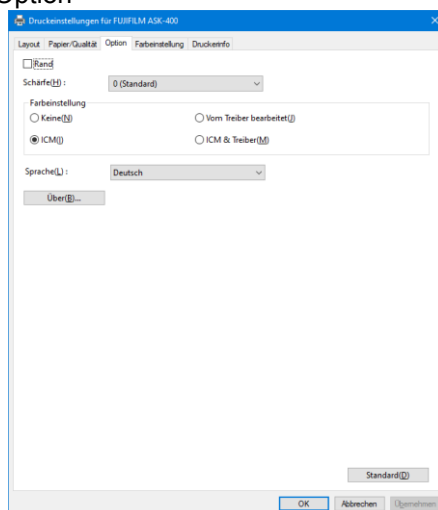 Option
Druckeinstellungen für FUJIFILM ASK-400
Layout Papier/Qualität Option Farbeinstellung Druckerinfo
Rand
Schärfe(H) : 0 (Standard)
Farbeinstellung
Keine(N) Vom Treiber bearbeitet(J)
ICM(I) ICM & Treiber(M)
Sprache(L) : Deutsch
Über(B)...
Standard(D)
OK Abbrechen Übernehmen